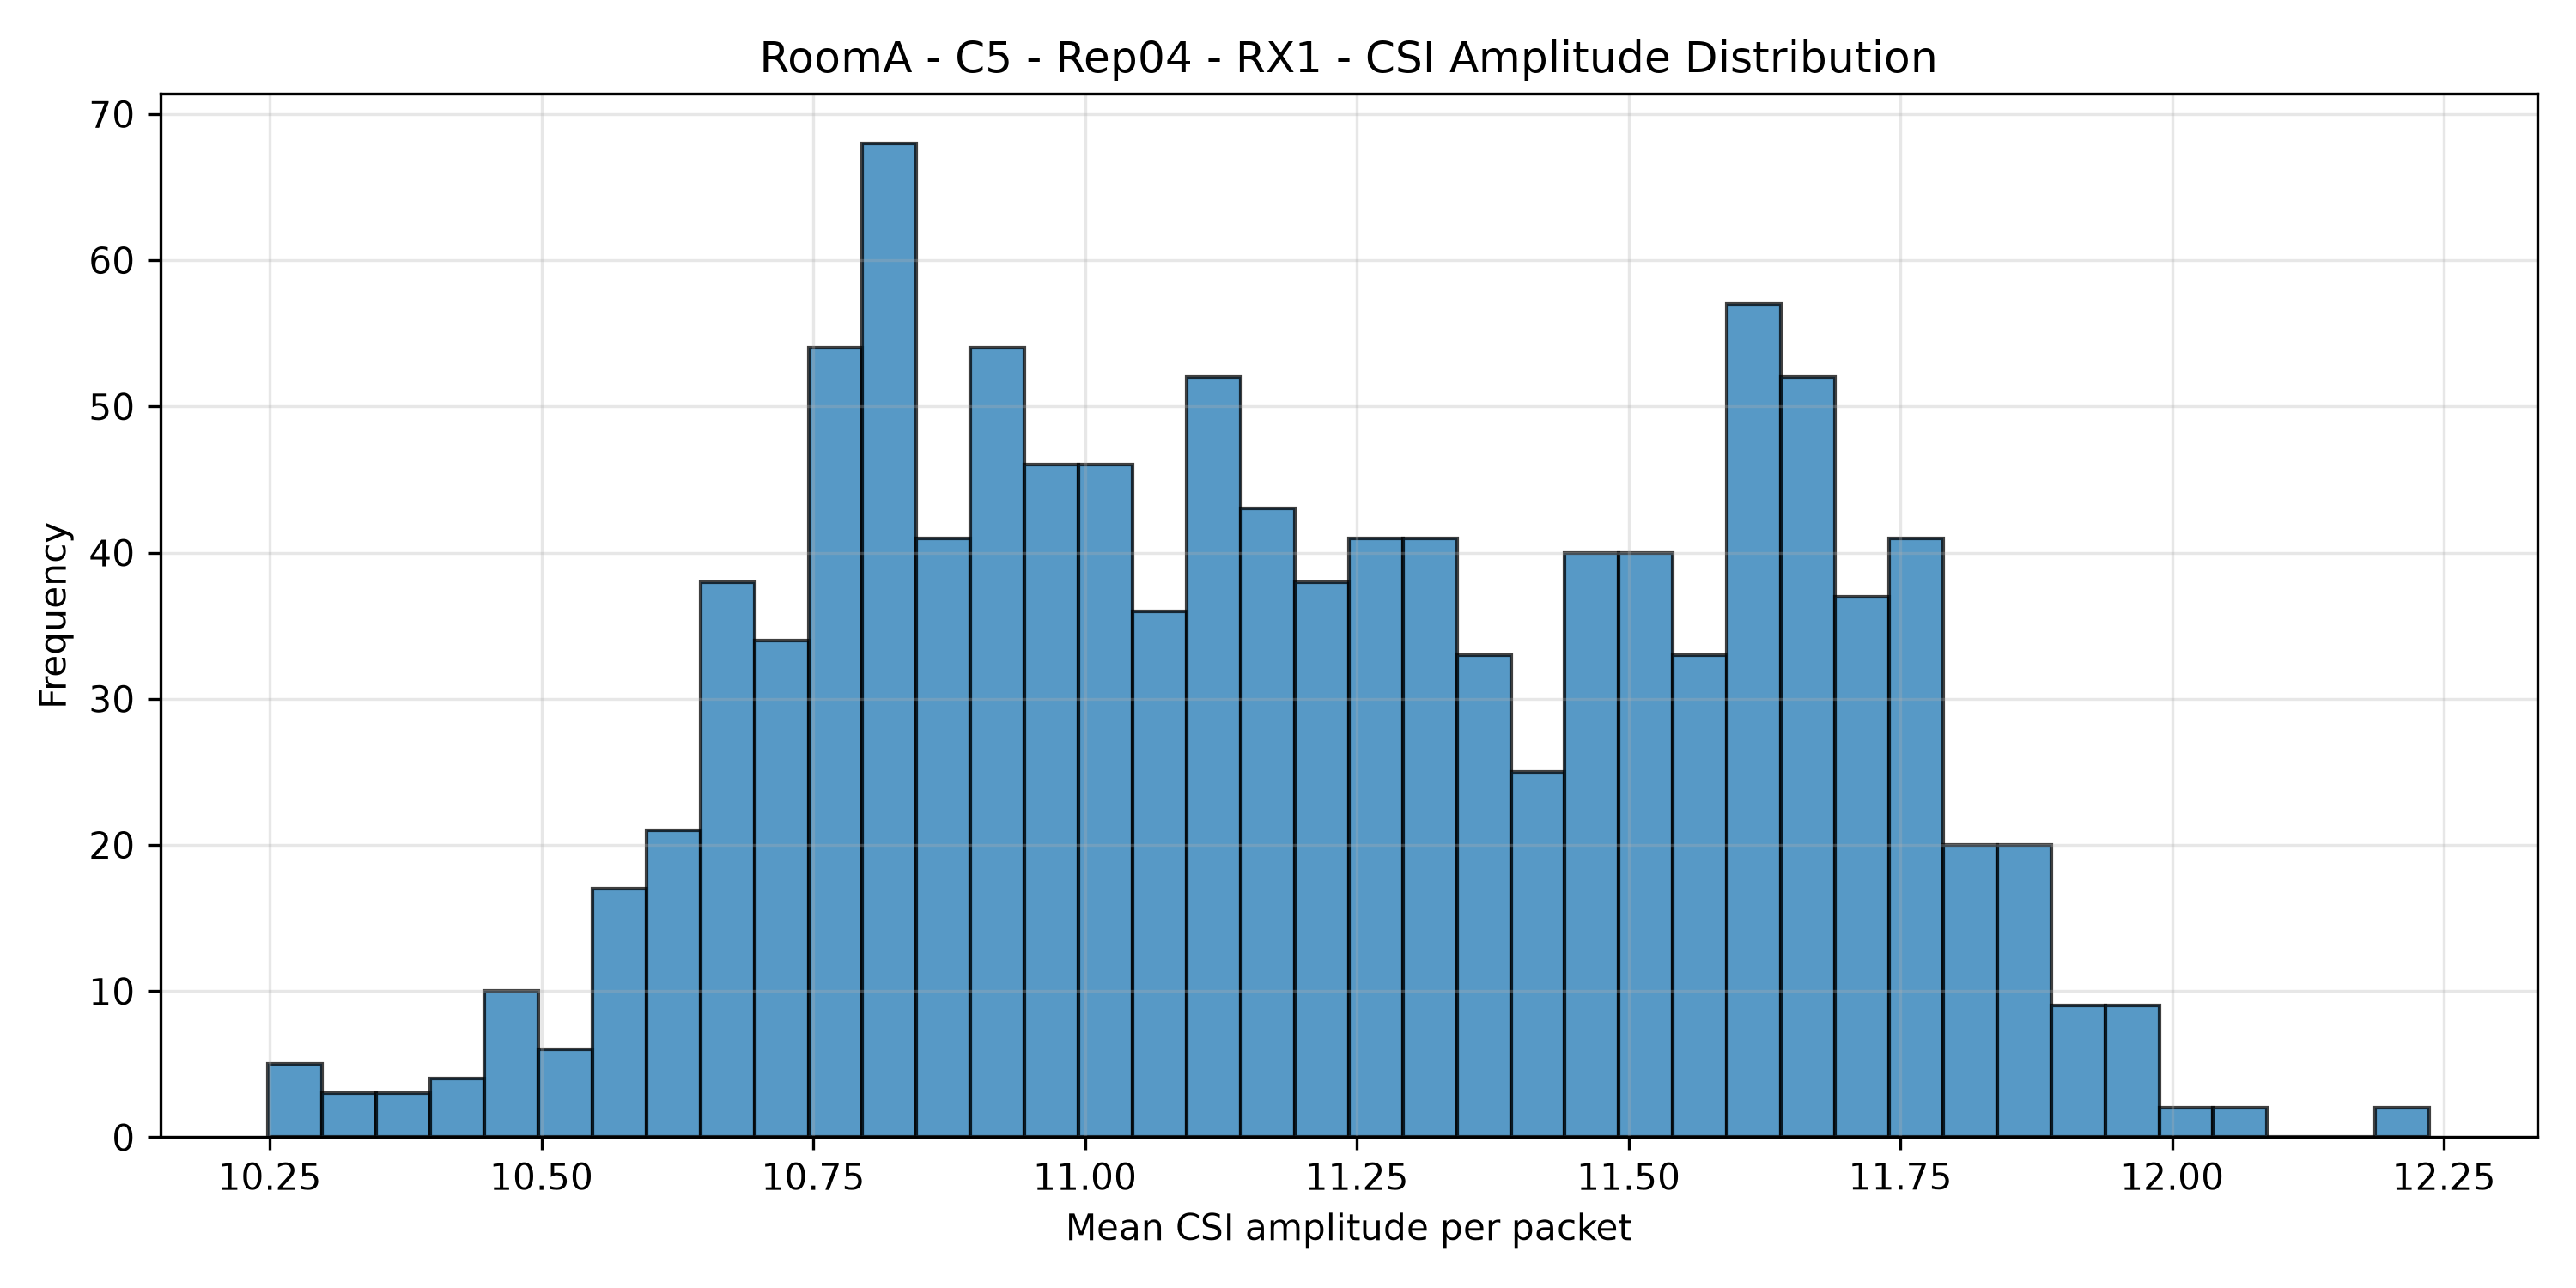 RoomA - C5 - Rep04 - RX1 - CSI Amplitude Distribution
70
60
50
40
30
20
10
0
Frequency
10.25 10.50 10.75 11.00 11.25 11.50 11.75 12.00 12.25
Mean CSI amplitude per packet